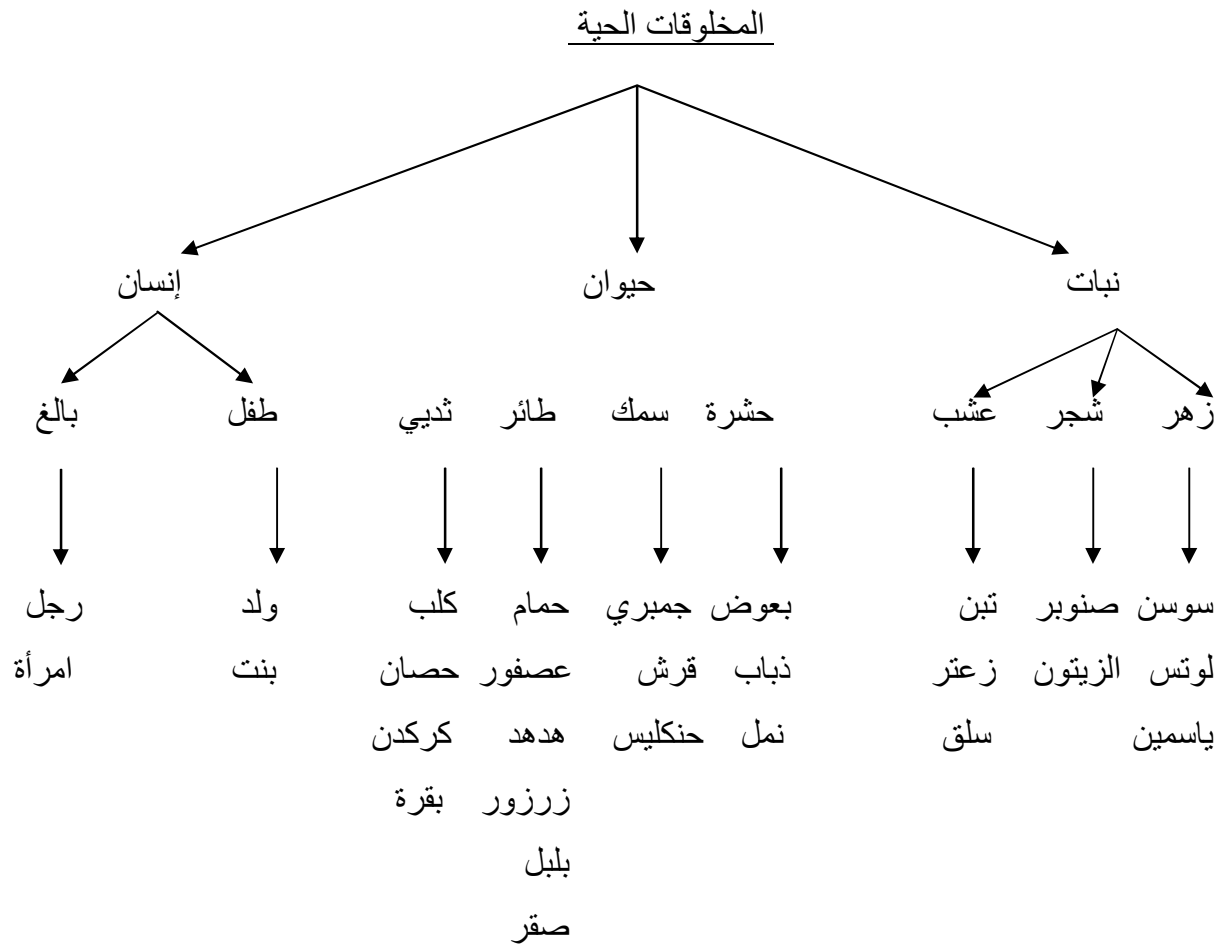 المخلوقات الحية
نبات حيوان إنسان
زهر شجر عشب حشرة سمك طائر ثديي طفل بالغ
سوسن صنوبر تبن بعوض جمبري حمام كلب ولد رجل
لوتس الزيتون زعتر ذباب قرش عصفور حصان بنت امرأة
ياسمين سلق نمل حنكليس هدهد كركدن
زرزور بقرة
بلبل
صقر